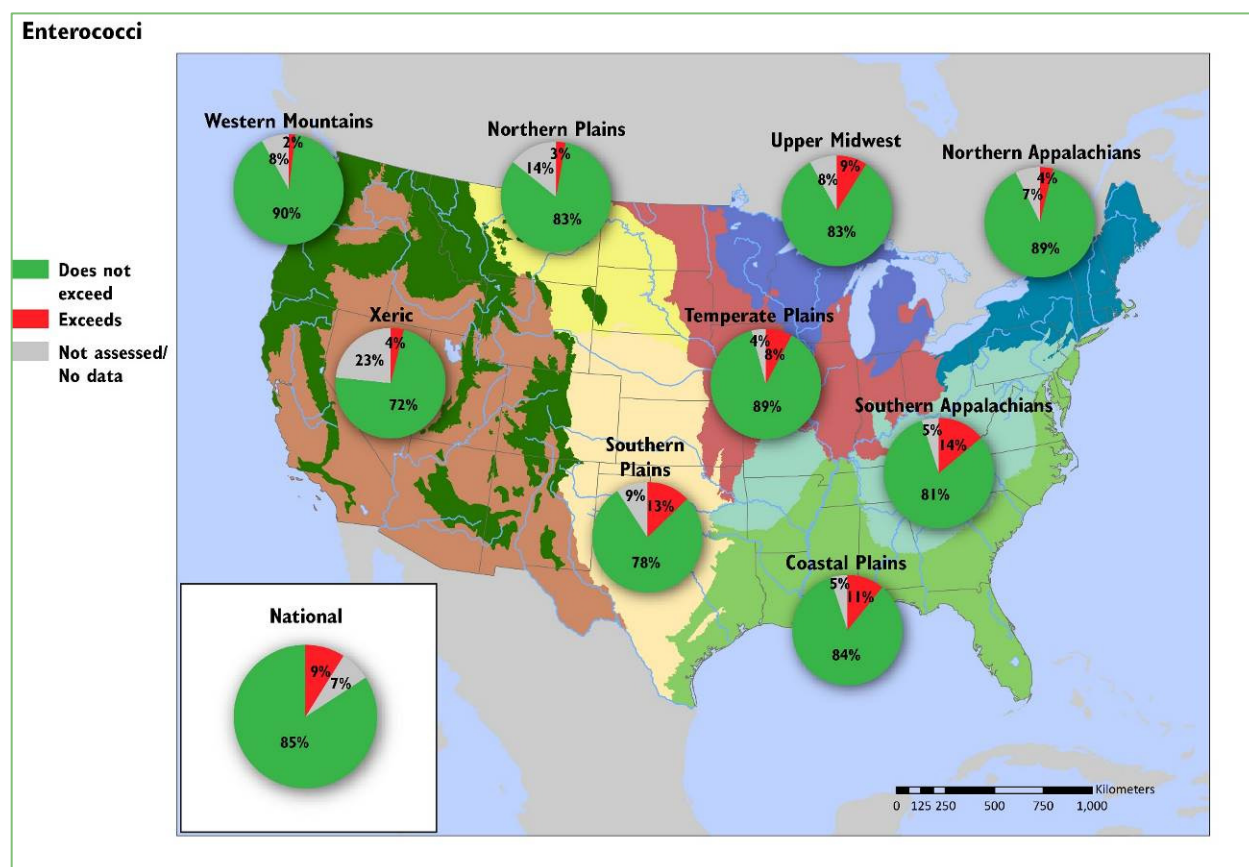 Enterococci
Western Mountains
2%
8%
90%
Northern Plains
3%
14%
83%
Upper Midwest
9%
8%
83%
Northern Appalachians
4%
7%
89%
Does not
exceed
Exceeds
Not assessed/
No data
Xeric
4%
23%
72%
Temperate Plains
4%
8%
89%
Southern Appalachians
5%
14%
81%
Southern
Plains
9%
13%
78%
Coastal Plains
5%
11%
84%
National
9%
7%
85%
Kilometers
0 125 250 500 750 1,000